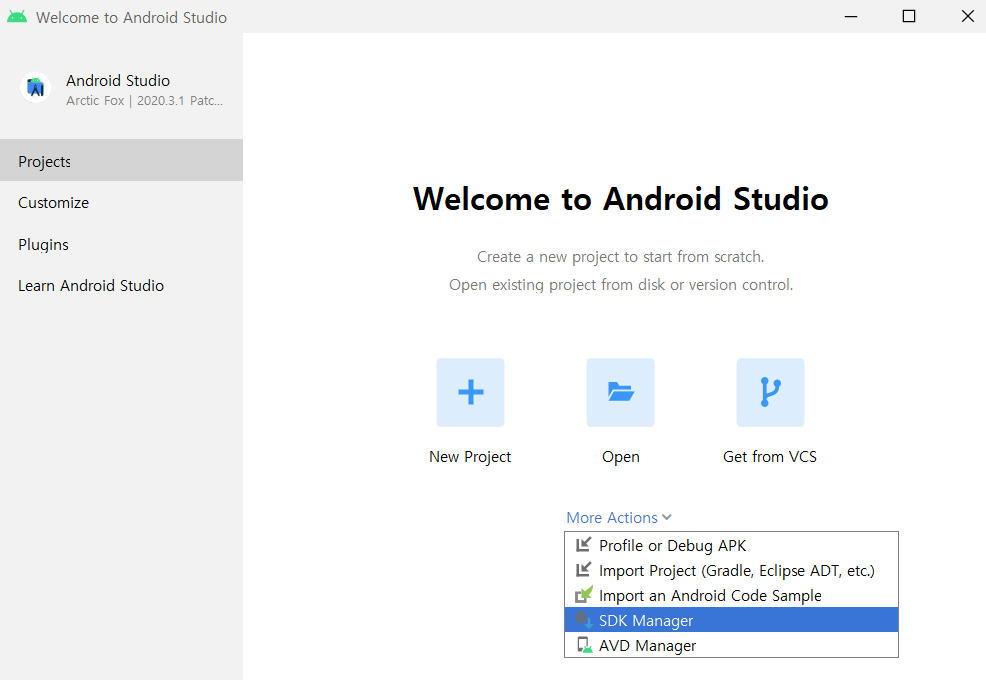 Welcome to Android Studio
Android Studio
Arctic Fox | 2020.3.1 Patc...
Projects
Customize
Plugins
Learn Android Studio
Welcome to Android Studio
Create a new project to start from scratch.
Open existing project from disk or version control.
New Project
Open
Get from VCS
More Actions
Profile or Debug APK
Import Project (Gradle, Eclipse ADT, etc.)
Import an Android Code Sample
SDK Manager
AVD Manager